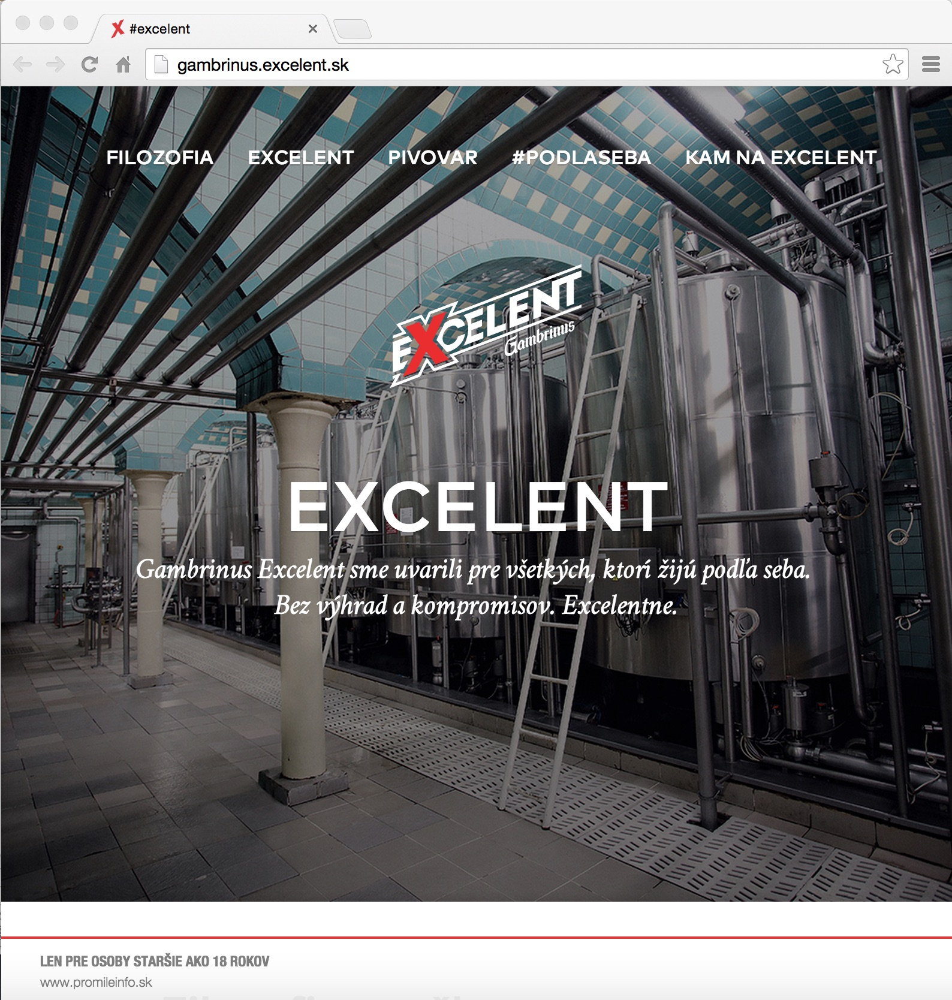 #excelent
gambrinus.excelent.sk
FILOZOFIA EXCELENT PIVOVAR #PODLASEBA KAM NA EXCELENT
EXCELENT
Gambrinus
EXCELENT
Gambrinus Excelent sme uvarili pre všetkých, ktorí žijú podľa seba.
Bez výhrad a kompromisov. Excelentne.
LEN PRE OSOBY STARŠIE AKO 18 ROKOV
www.promileinfo.sk